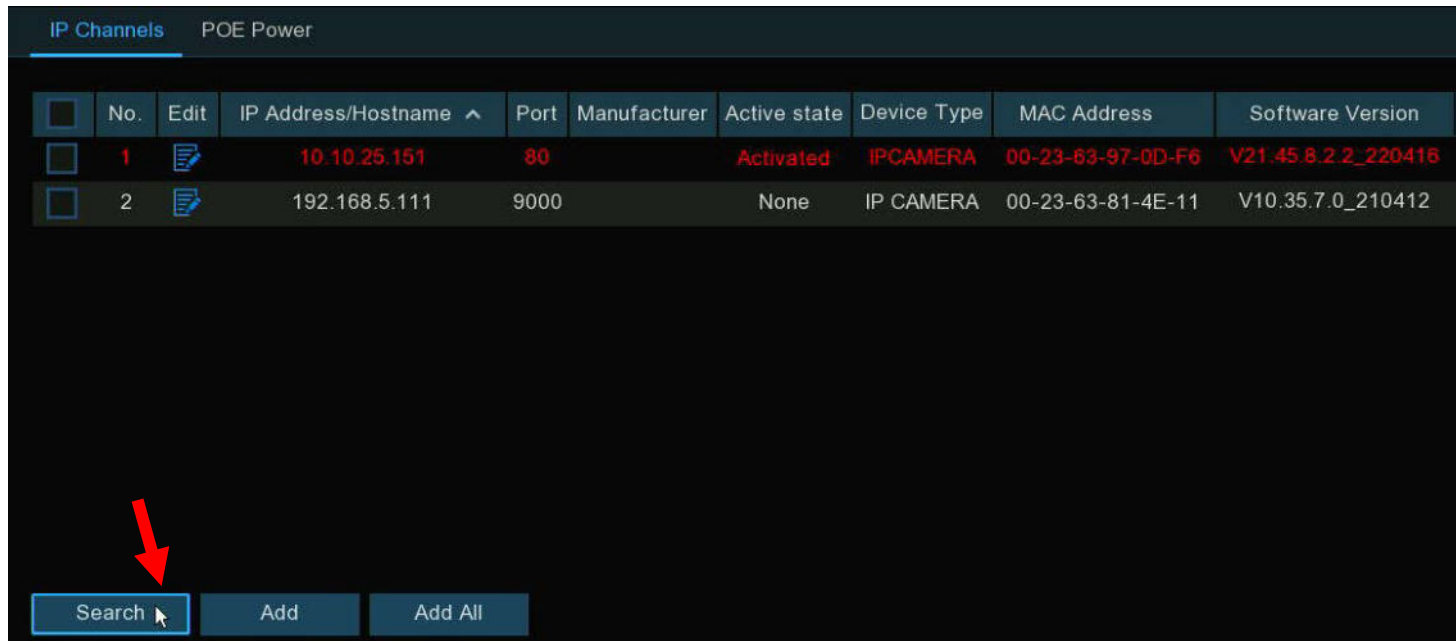 IP Channels POE Power
No. Edit IP Address/Hostname Port Manufacturer Active state Device Type MAC Address Software Version
1 10.10.25.151 80 Activated IPCAMERA 00-23-63-97-0D-F6 V21.45.8.2.2_220416
2 192.168.5.111 9000 None IP CAMERA 00-23-63-81-4E-11 V10.35.7.0_210412
Search Add Add All